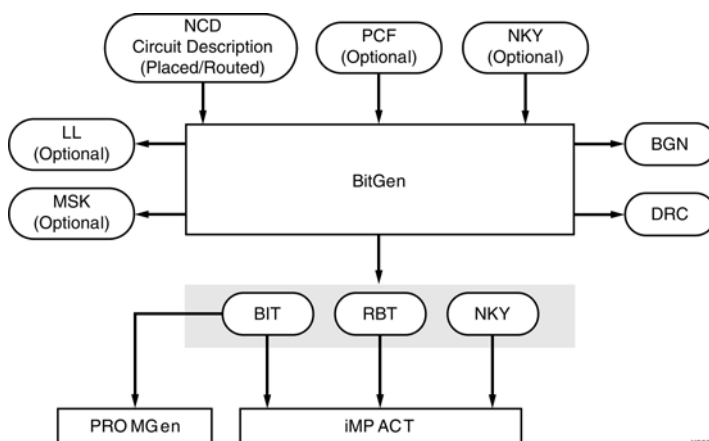 NCD
Circuit Description
(Placed/Routed)
PCF
(Optional)
NKY
(Optional)
LL
(Optional)
BGN
BitGen
MSK
(Optional)
DRC
BIT
RBT
NKY
PROMGen
iMPACT